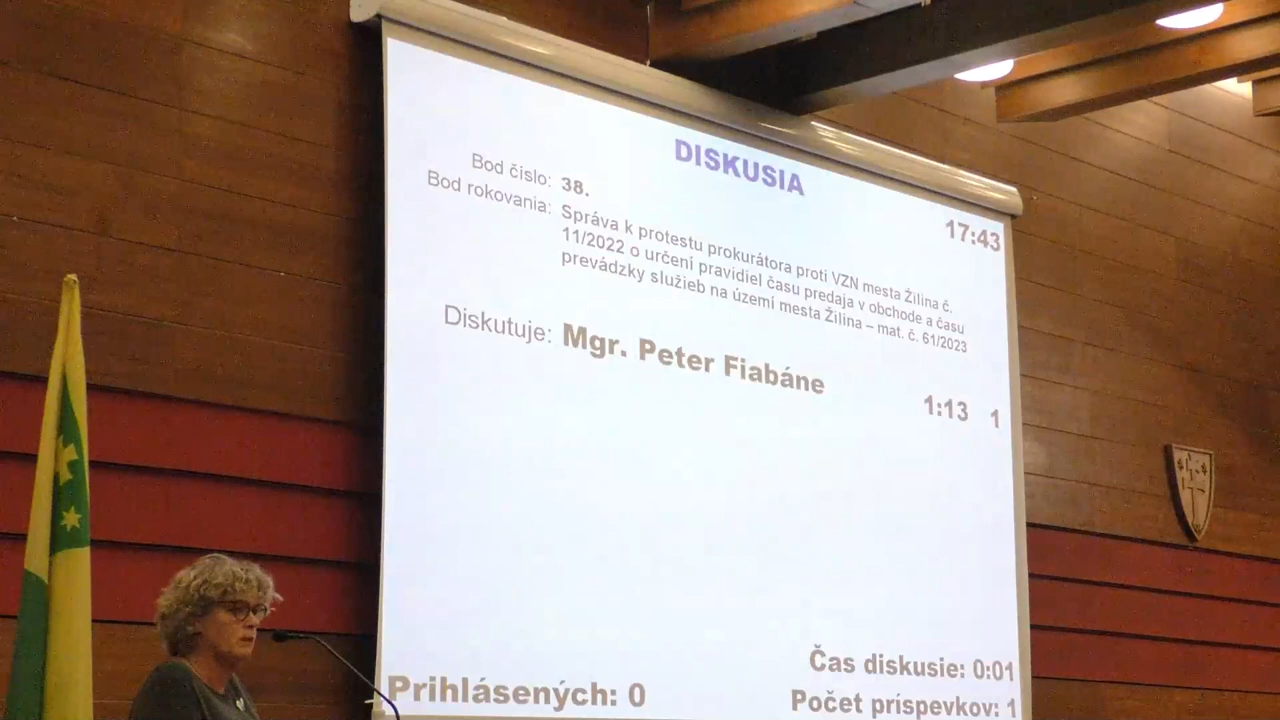 DISKUSIA
17:43
Bod číslo: 38.
Bod rokovania: Správa k protestu prokurátora proti VZN mesta Žilina č.
11/2022 o určení pravidiel času predaja v obchode a času
prevádzky služieb na území mesta Žilina – mat. č. 61/2023
Diskutuje: Mgr. Peter Fiabáne
1:13 1
Čas diskusie: 0:01
Prihlásených: 0
Počet príspevkov: 1